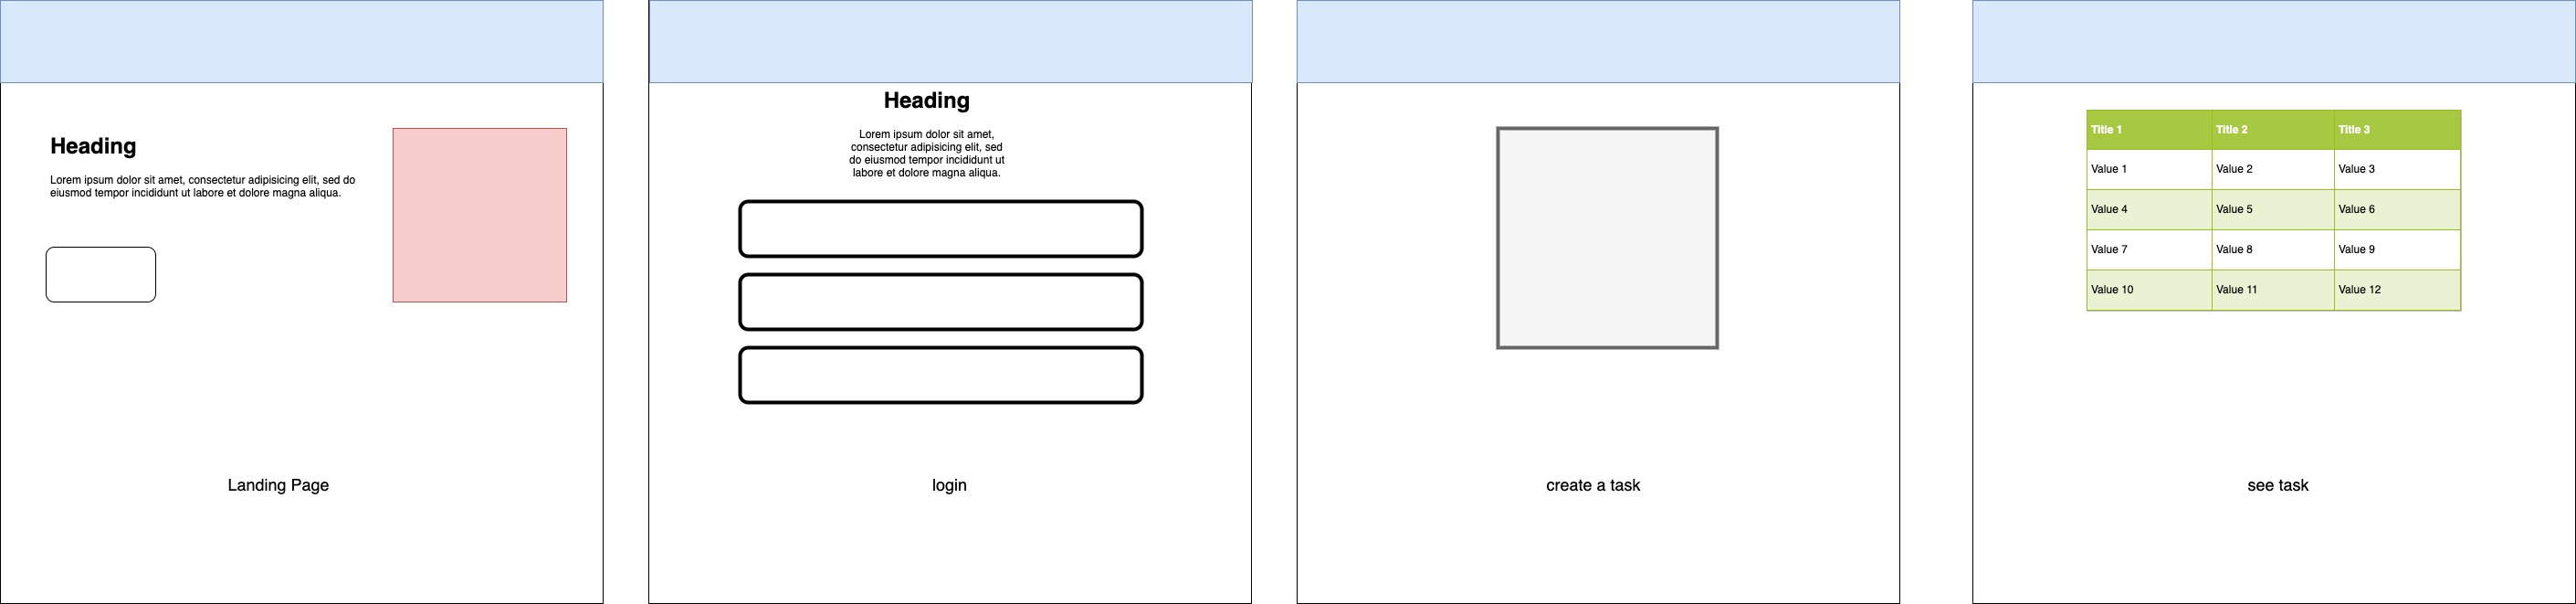 Heading
Lorem ipsum dolor sit amet, consectetur adipisicing elit, sed do
eiusmod tempor incididunt ut labore et dolore magna aliqua.
Landing Page
Heading
Lorem ipsum dolor sit amet,
consectetur adipisicing elit, sed
do eiusmod tempor incididunt ut
labore et dolore magna aliqua.
login
create a task
Title 1 Title 2 Title 3
Value 1 Value 2 Value 3
Value 4 Value 5 Value 6
Value 7 Value 8 Value 9
Value 10 Value 11 Value 12
see task